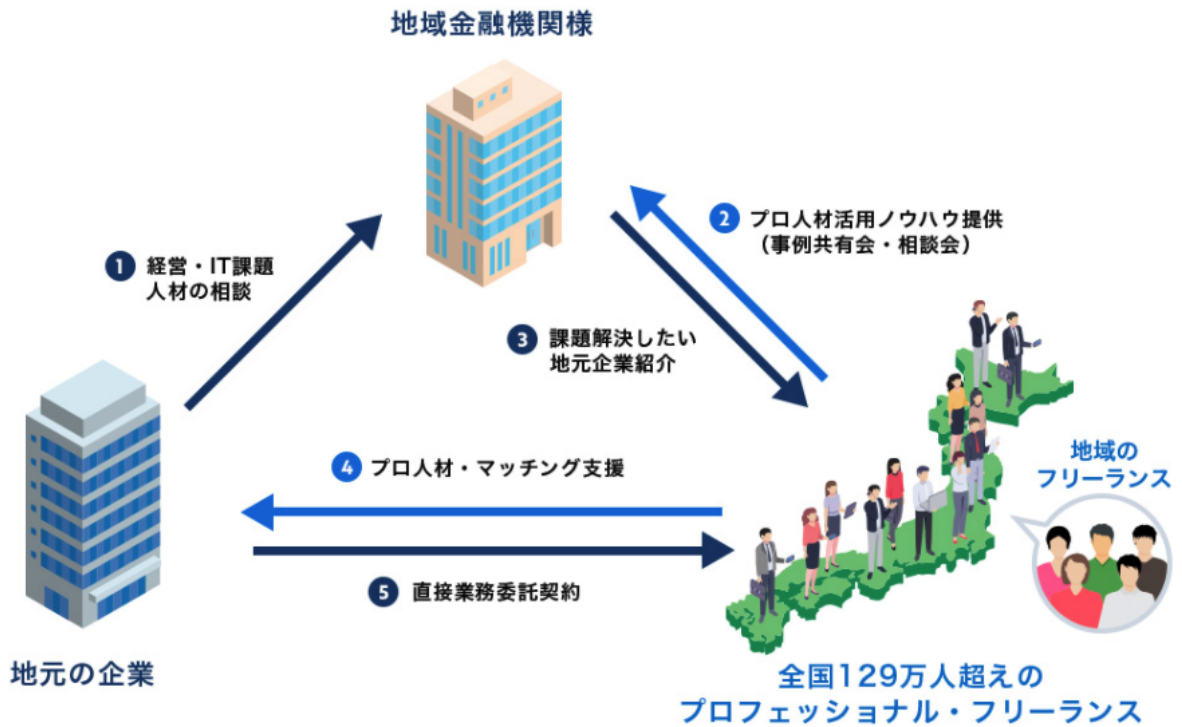 地域金融機関様
1 経営・IT課題
人材の相談
2 プロ人材活用ノウハウ提供
（事例共有会・相談会）
3 課題解決したい
地元企業紹介
4 プロ人材・マッチング支援
5 直接業務委託契約
地域の
フリーランス
地元の企業
全国129万人超えの
プロフェッショナル・フリーランス